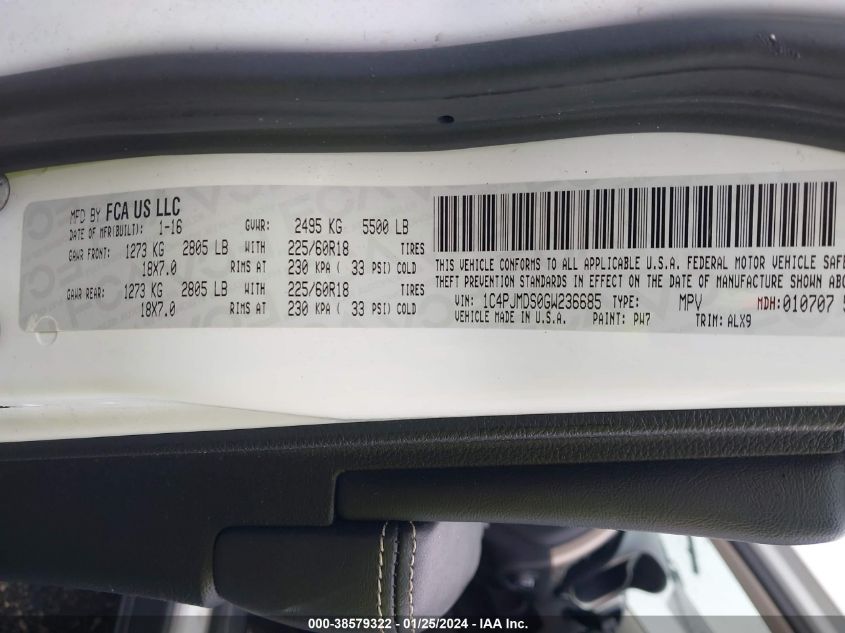 MFD BY FCA US LLC
DATE OF MFR(BUILT): 1-16 GVWR: 2495 KG 5500 LB
GAWR FRONT: 1273 KG 2805 LB WITH 225/60R18 TIRES
18X7.0 RIMS AT 230 KPA ( 33 PSI) COLD
GAWR REAR: 1273 KG 2805 LB WITH 225/60R18 TIRES
18X7.0 RIMS AT 230 KPA ( 33 PSI) COLD
THIS VEHICLE CONFORMS TO ALL APPLICABLE U.S.A. FEDERAL MOTOR VEHICLE SAFE
THEFT PREVENTION STANDARDS IN EFFECT ON THE DATE OF MANUFACTURE SHOWN ABO
VIN: 1C4PJMDS0GW236685 TYPE: MPV MDH:010707 5
VEHICLE MADE IN U.S.A. PAINT: PW7 TRIM: ALX9
000-38579322 - 01/25/2024 - IAA Inc.